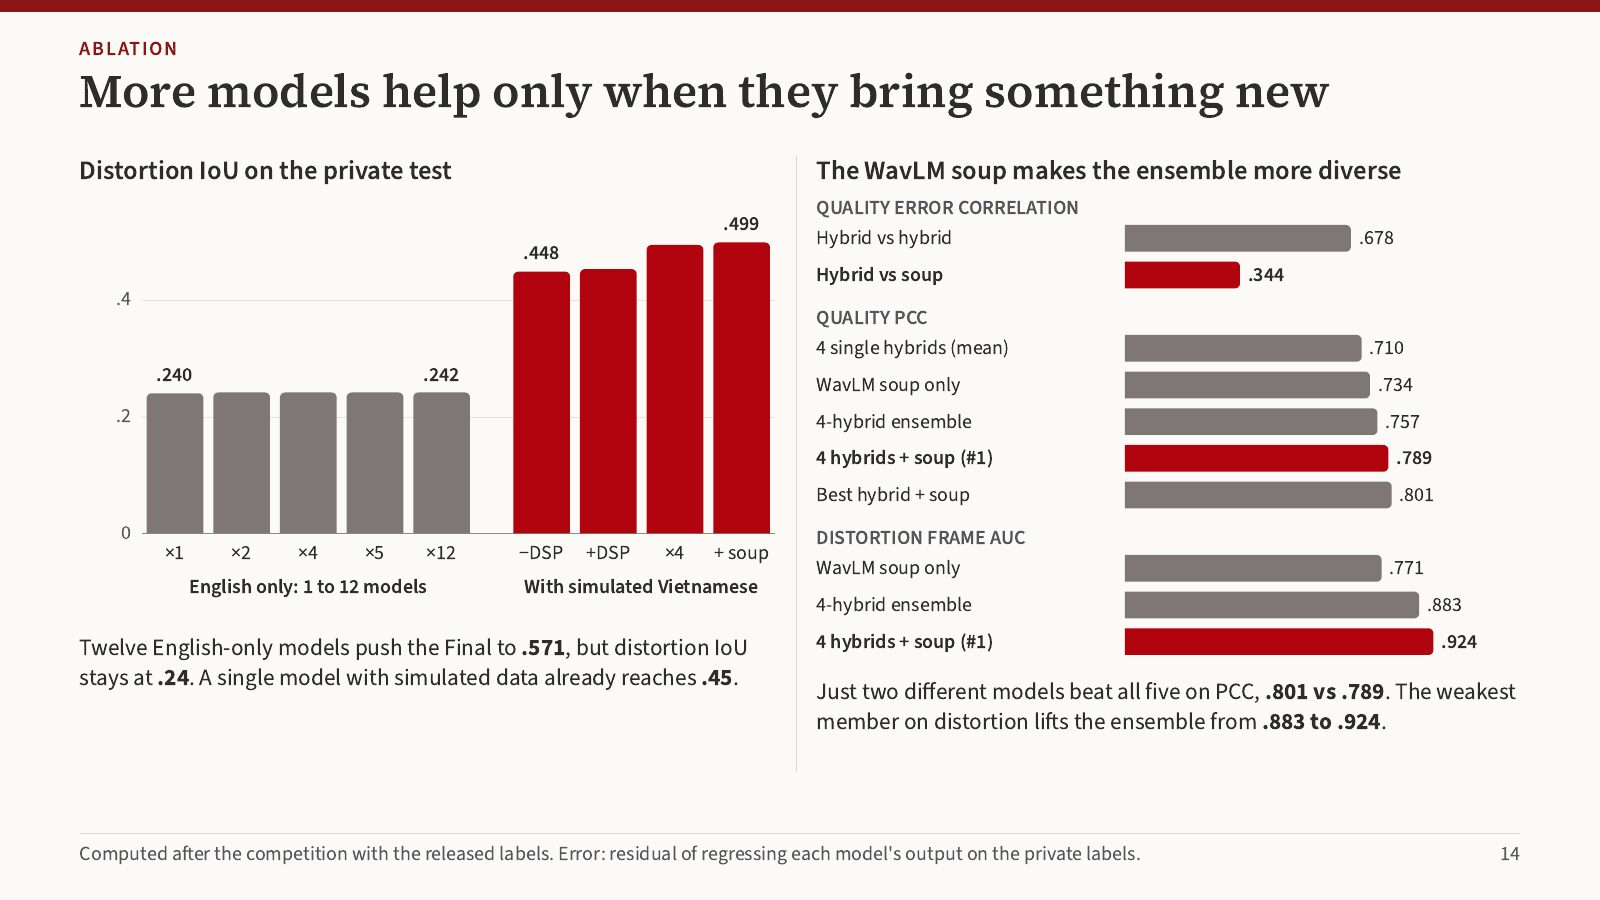 ABLATION
More models help only when they bring something new
Distortion IoU on the private test
.448
.499
.4
.240
.242
.2
0
×1 ×2 ×4 ×5 ×12 −DSP +DSP ×4 + soup
English only: 1 to 12 models
With simulated Vietnamese
Twelve English-only models push the Final to .571, but distortion IoU
stays at .24. A single model with simulated data already reaches .45.
The WavLM soup makes the ensemble more diverse
QUALITY ERROR CORRELATION
Hybrid vs hybrid .678
Hybrid vs soup .344
QUALITY PCC
4 single hybrids (mean) .710
WavLM soup only .734
4-hybrid ensemble .757
4 hybrids + soup (#1) .789
Best hybrid + soup .801
DISTORTION FRAME AUC
WavLM soup only .771
4-hybrid ensemble .883
4 hybrids + soup (#1) .924
Just two different models beat all five on PCC, .801 vs .789. The weakest
member on distortion lifts the ensemble from .883 to .924.
Computed after the competition with the released labels. Error: residual of regressing each model's output on the private labels.
14